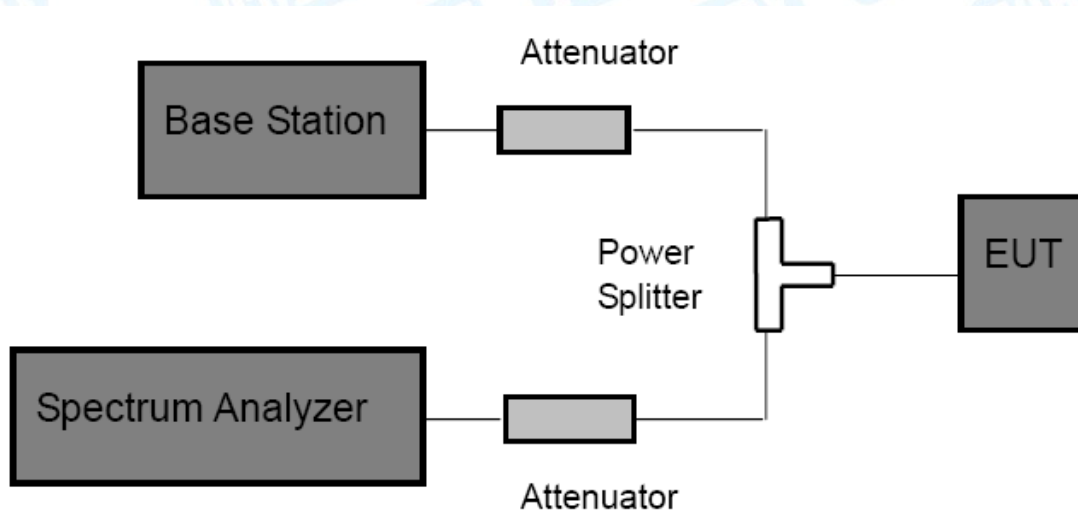 Attenuator
Base Station
Power
Splitter
EUT
Spectrum Analyzer
Attenuator